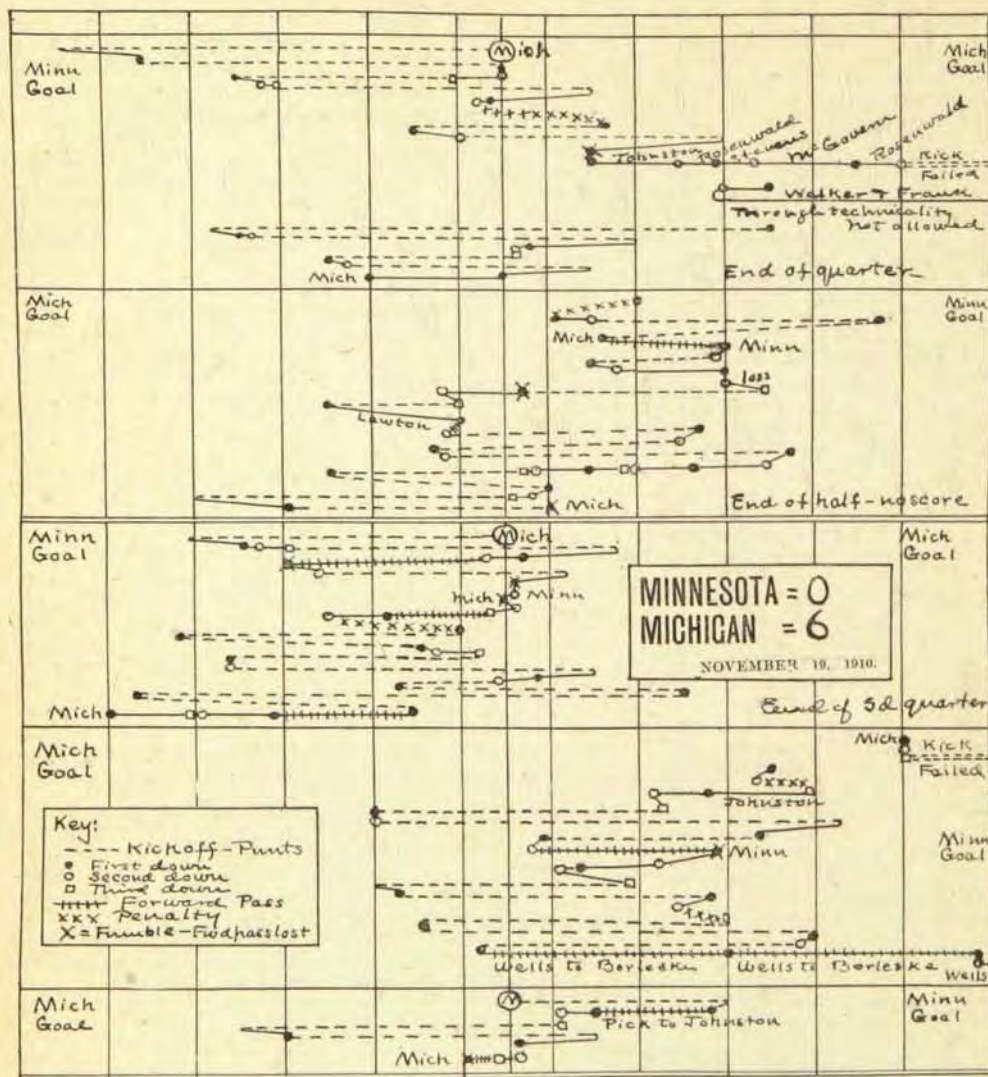 Mich
Minn Goal
Mich Goal
Johnston Rosenwald Stevens McGovern Rosenwald
Kick
Failed
Walker & Frank
Through technicality
not allowed
Mich
End of quarter
Mich Goal
Minn Goal
Mich
Minn
loss
Lawton
Mich
End of half-no score
Minn Goal
Mich
Mich Goal
Mich
Minn
MINNESOTA = 0
MICHIGAN = 6
NOVEMBER 19, 1910.
Mich
End of 3d quarter
Mich Goal
Mich
Kick
Failed
Johnston
Minn Goal
Minn
Key:
Kickoff-Punts
First down
Second down
Third down
Forward Pass
xxx Penalty
X = Fumble-Fwd pass lost
Wells to Borleske
Wells to Borleske
Wells
Mich Goal
M
Minn Goal
Pick to Johnston
Mich